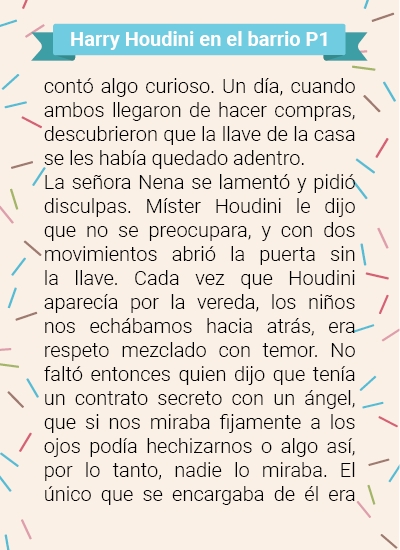 Harry Houdini en el barrio P1
contó algo curioso. Un día, cuando
ambos llegaron de hacer compras,
descubrieron que la llave de la casa
se les había quedado adentro.
La señora Nena se lamentó y pidió
disculpas. Míster Houdini le dijo
que no se preocupara, y con dos
movimientos abrió la puerta sin
la llave. Cada vez que Houdini
aparecía por la vereda, los niños
nos echábamos hacia atrás, era
respeto mezclado con temor. No
faltó entonces quien dijo que tenía
un contrato secreto con un ángel,
que si nos miraba fijamente a los
ojos podía hechizarnos o algo así,
por lo tanto, nadie lo miraba. El
único que se encargaba de él era